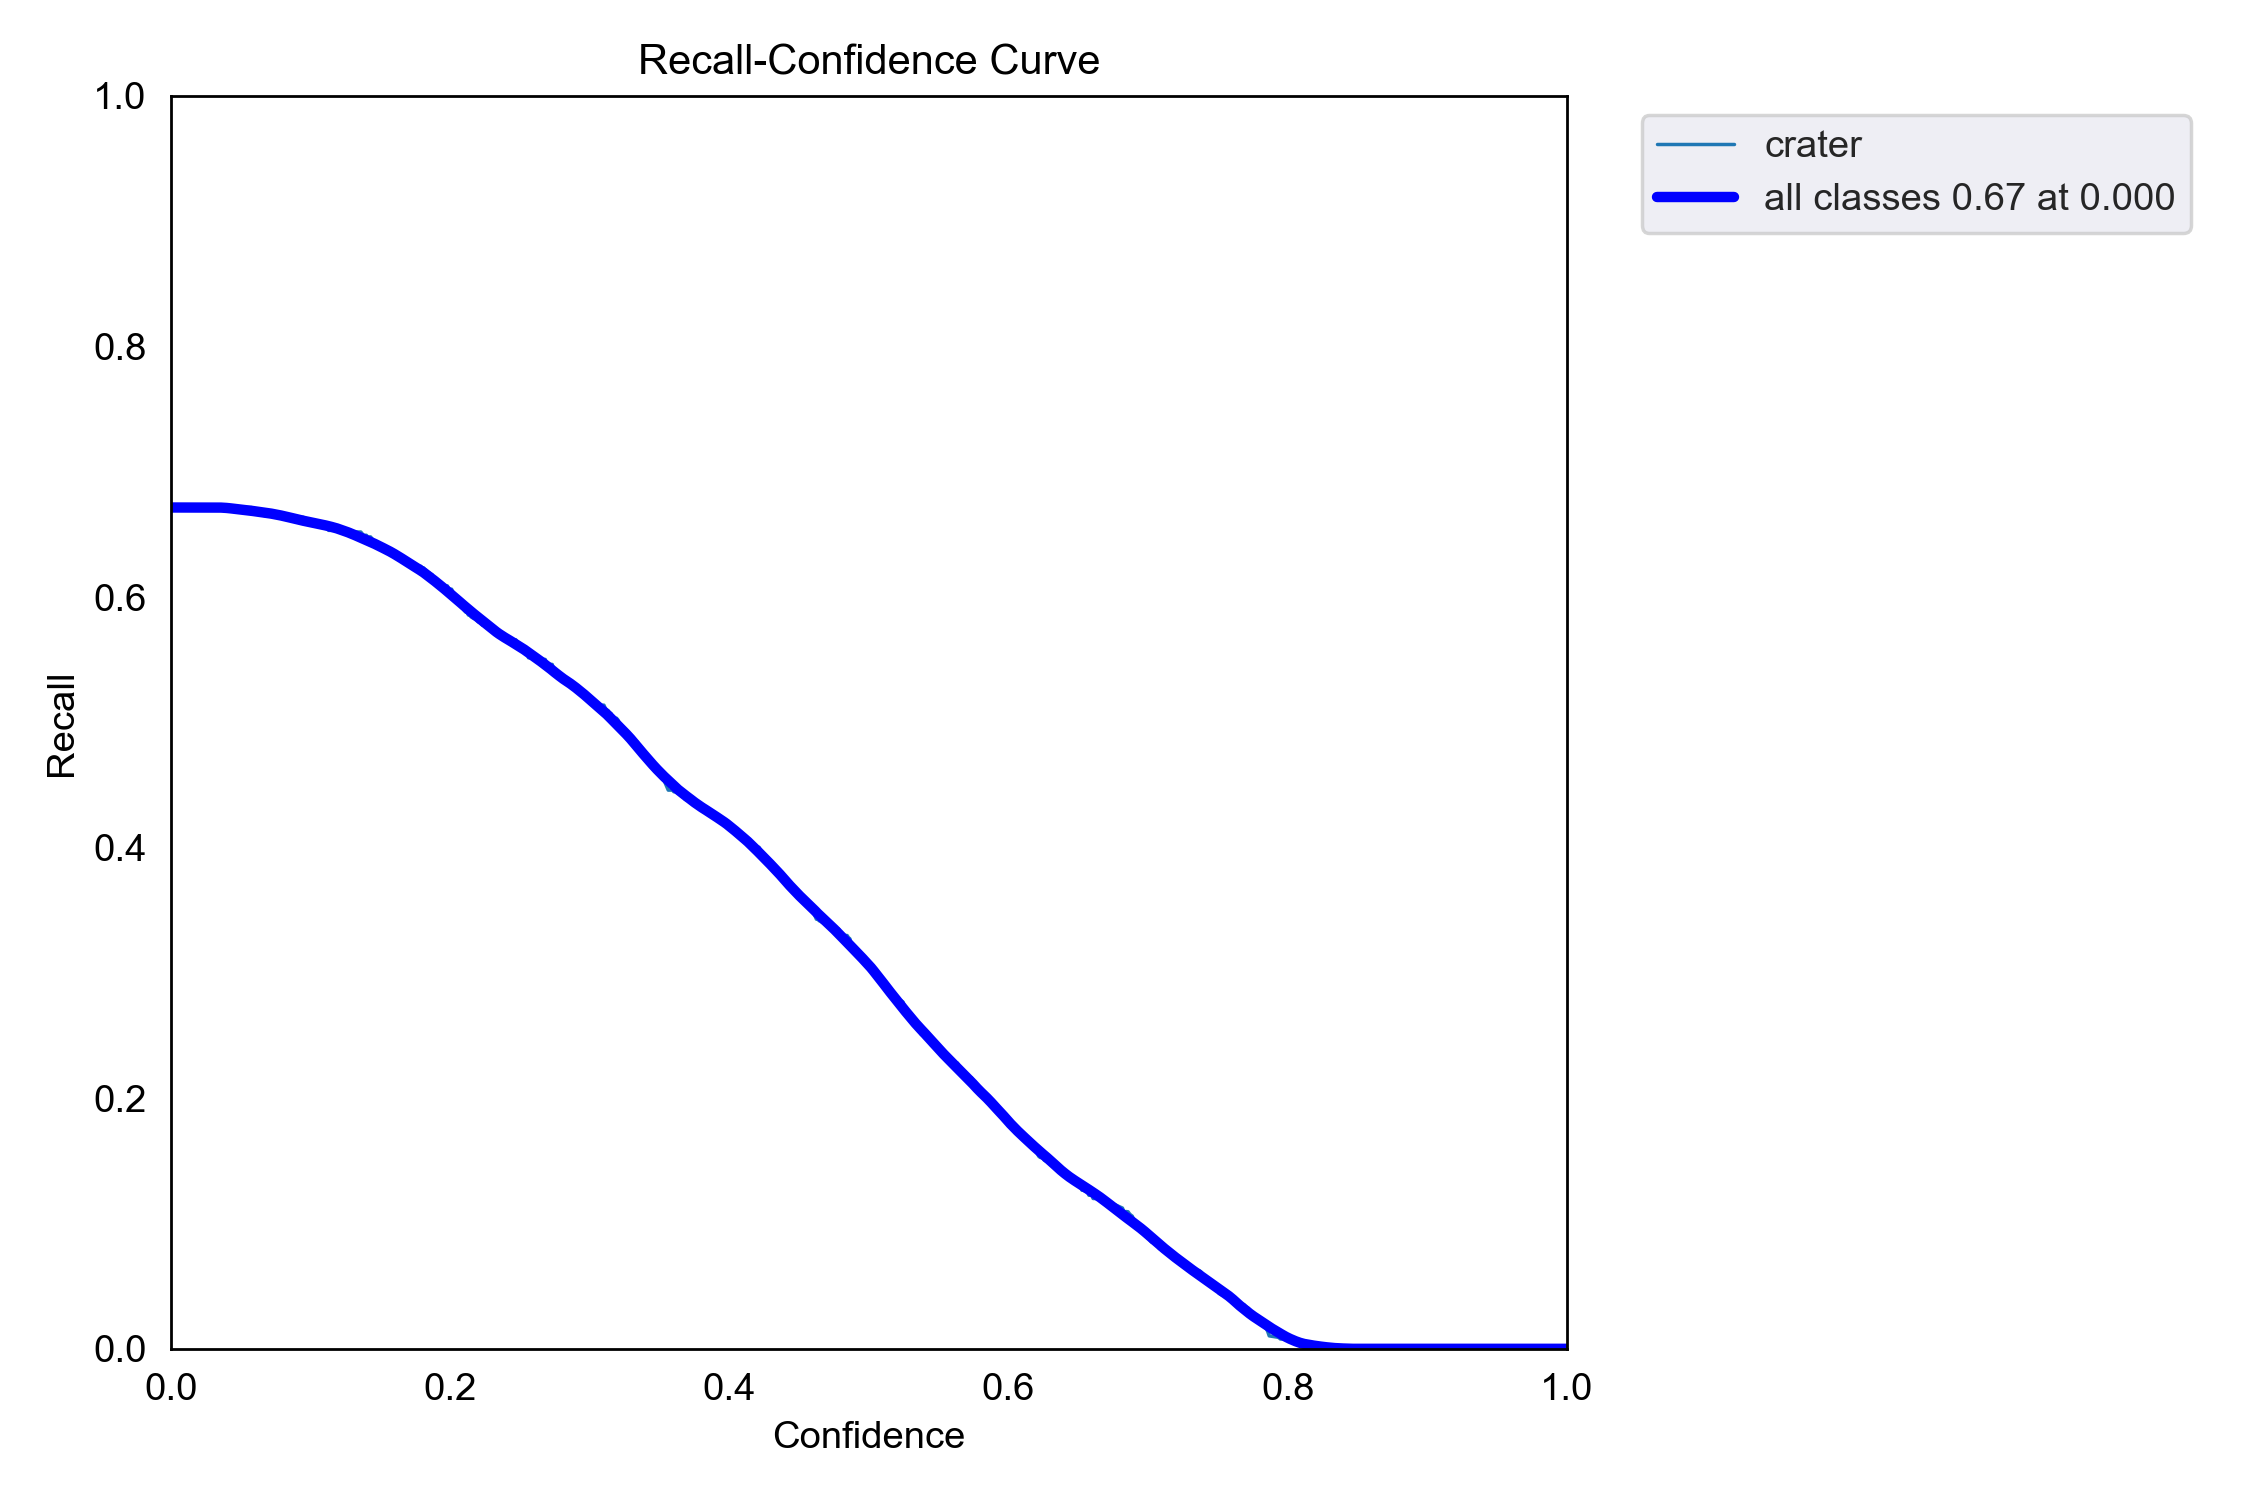 Recall-Confidence Curve
1.0
0.8
0.6
0.4
0.2
0.0
Recall
0.0 0.2 0.4 0.6 0.8 1.0
Confidence
crater
all classes 0.67 at 0.000